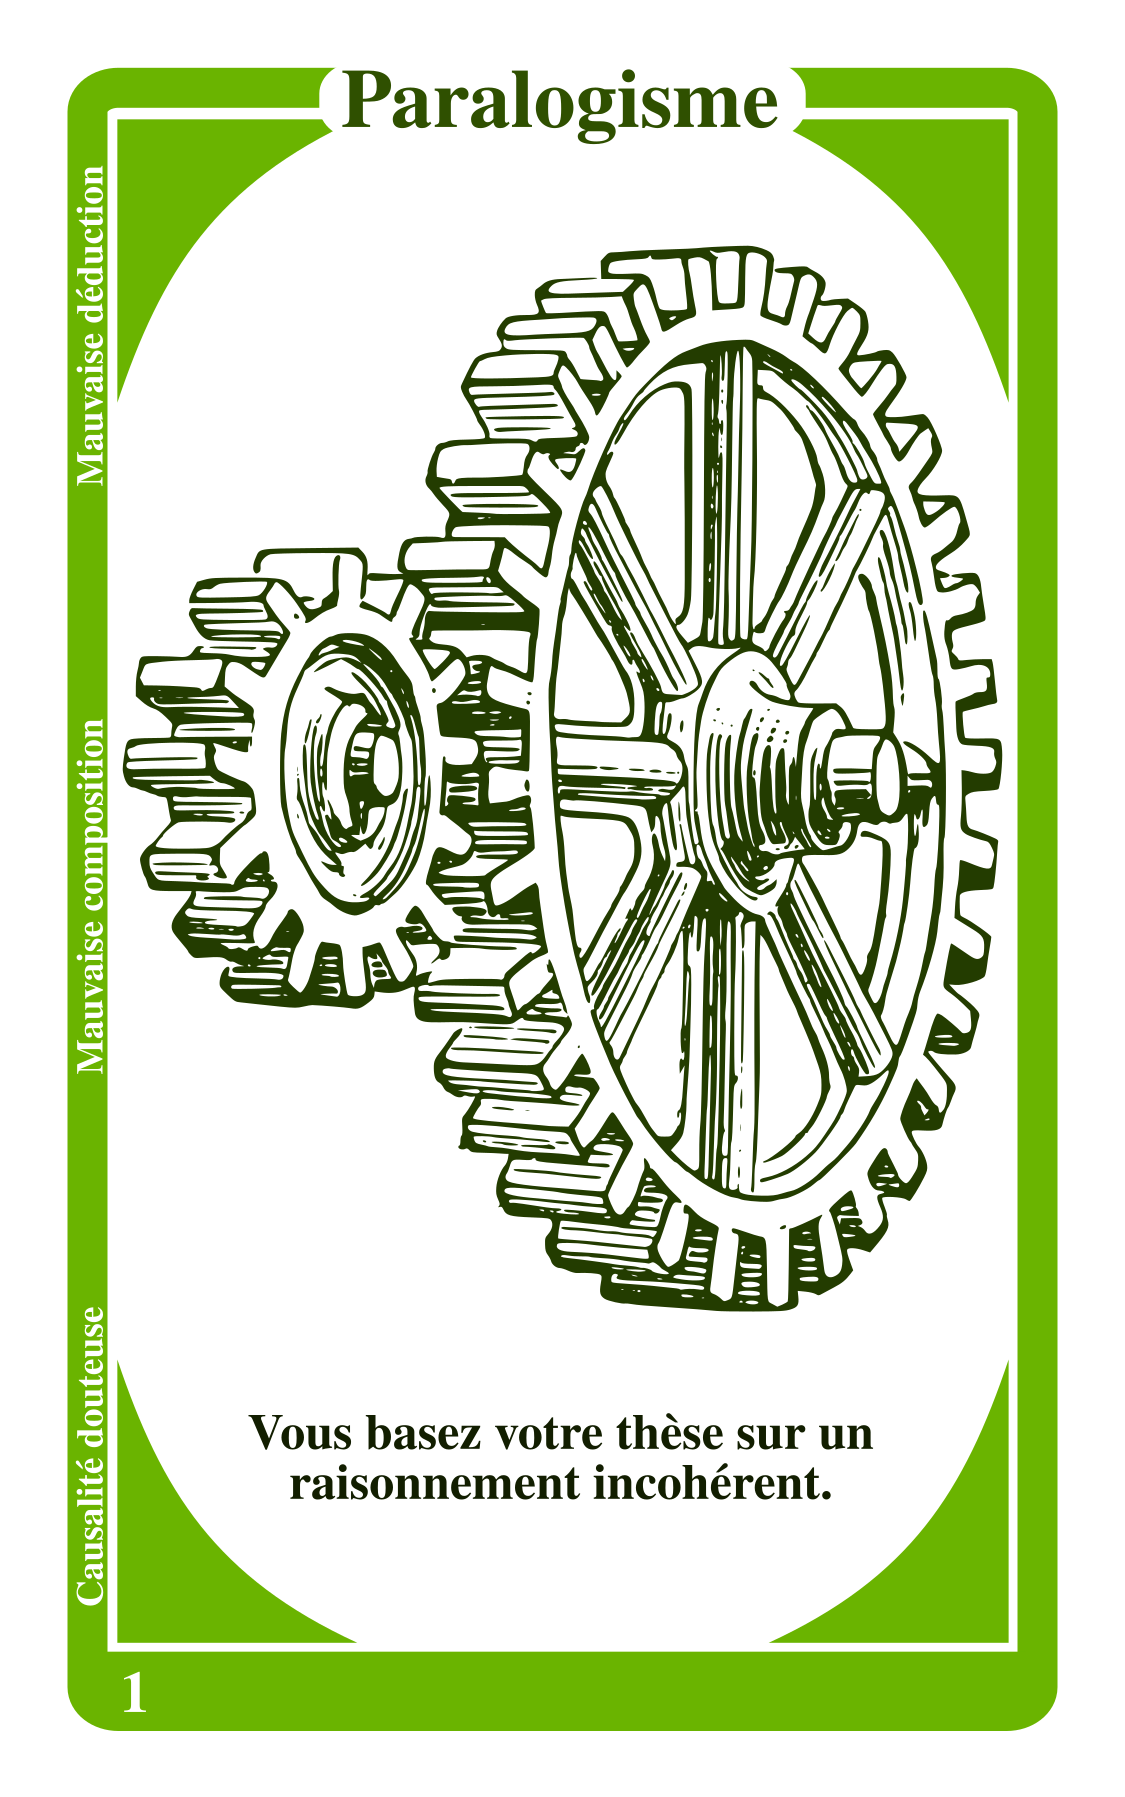 Paralogisme
Mauvaise déduction
Mauvaise composition
Causalité douteuse
Vous basez votre thèse sur un
raisonnement incohérent.
1